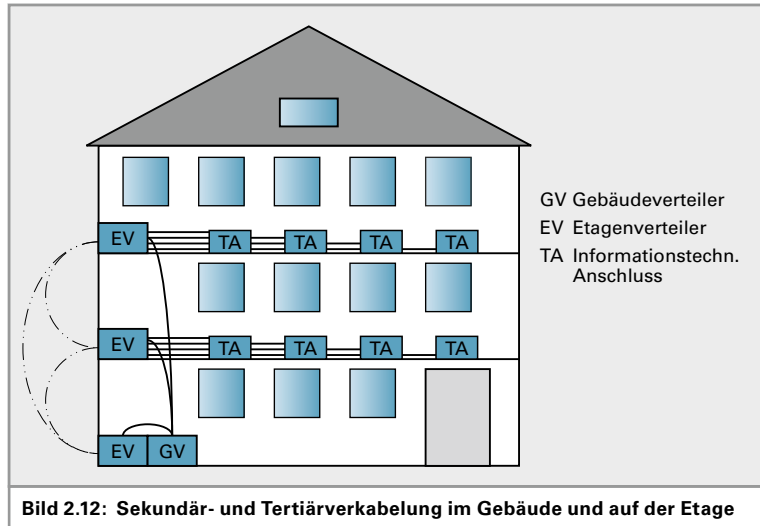 GV Gebäudeverteiler
EV Etagenverteiler
TA Informationstechn.
Anschluss
EV TA TA TA TA
EV TA TA TA TA
EV GV
Bild 2.12: Sekundär- und Tertiärverkabelung im Gebäude und auf der Etage